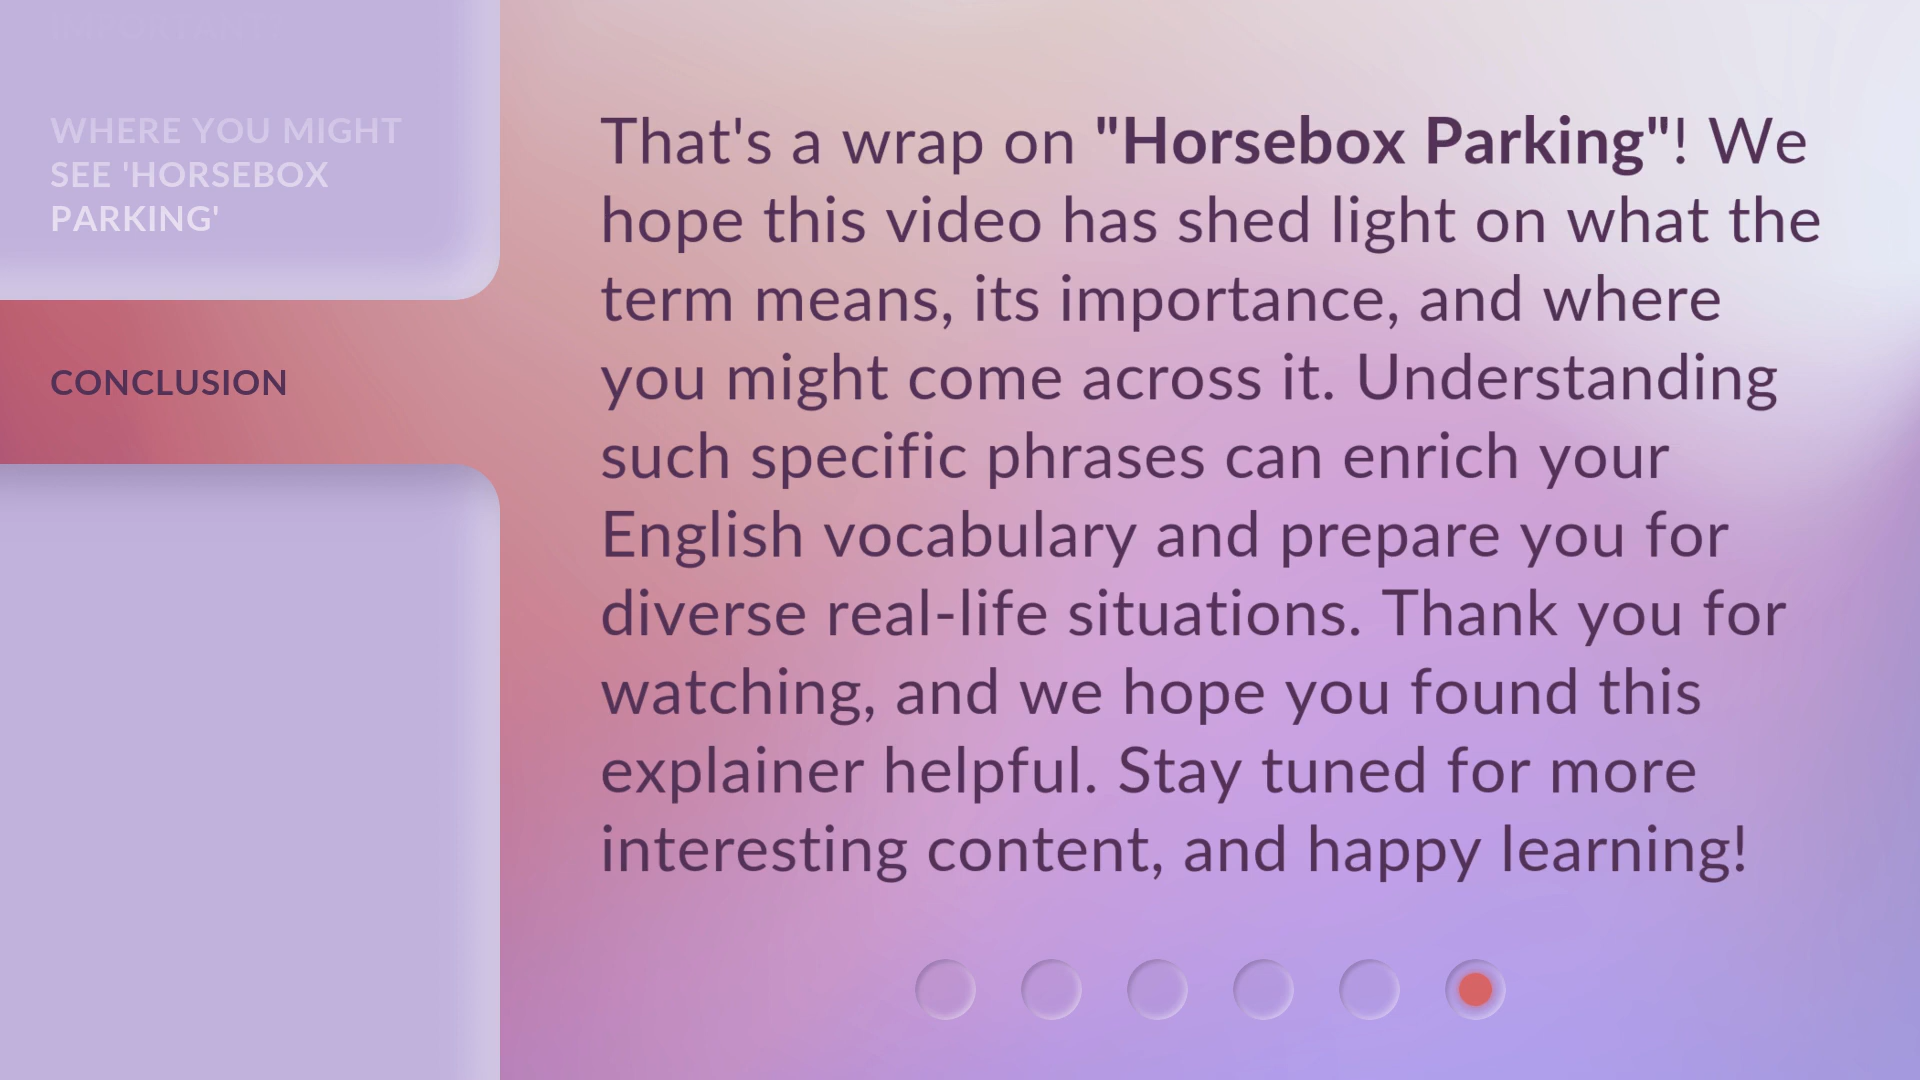 IMPORTANT?
WHERE YOU MIGHT
SEE 'HORSEBOX
PARKING'
CONCLUSION
That's a wrap on "Horsebox Parking"! We
hope this video has shed light on what the
term means, its importance, and where
you might come across it. Understanding
such specific phrases can enrich your
English vocabulary and prepare you for
diverse real-life situations. Thank you for
watching, and we hope you found this
explainer helpful. Stay tuned for more
interesting content, and happy learning!